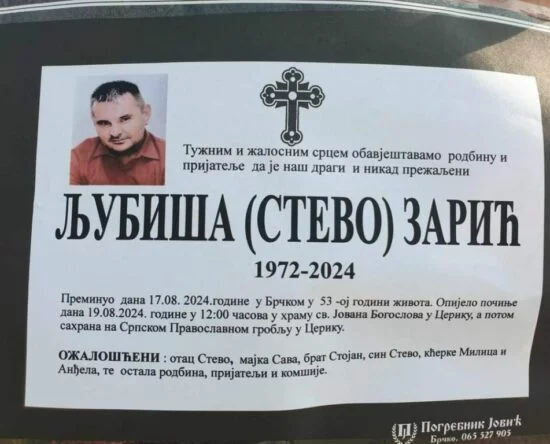 Тужним и жалосним срцем обавјештавамо родбину и
пријатеље да је наш драги и никад прежаљени
ЉУБИША (СТЕВО) ЗАРИЋ
1972-2024
Преминуо дана 17.08. 2024.године у Брчком у 53 -ој години живота. Опијело почиње
дана 19.08.2024. године у 12:00 часова у храму св. Јована Богослова у Церику, а потом
сахрана на Српском Православном гробљу у Церику.
ОЖАЛОШЋЕНИ : отац Стево, мајка Сава, брат Стојан, син Стево, кћерке Милица и
Анђела, те остала родбина, пријатељи и комшије.
Погребник Јовић
Брчко, 065 527 905